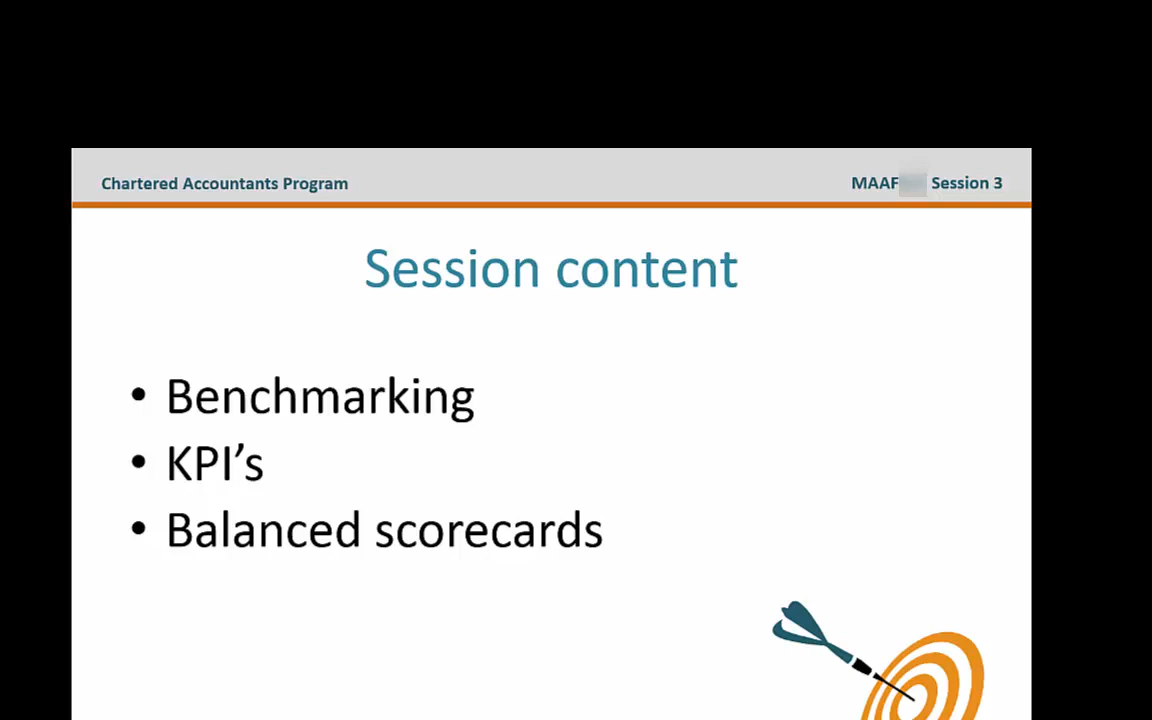 Chartered Accountants Program
MAAF Session 3
Session content
• Benchmarking
• KPI’s
• Balanced scorecards